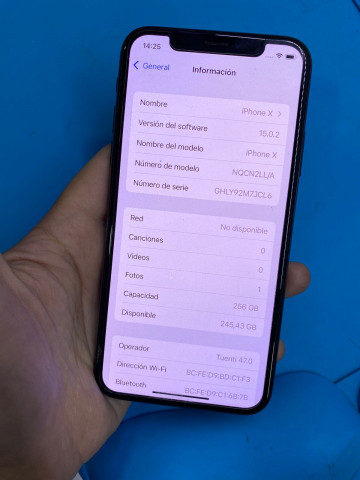 14:25
General
Información
Nombre iPhone X
Versión del software 15.0.2
Nombre del modelo iPhone X
Número de modelo NQCN2LL/A
Número de serie GHLY92M7JCL6
Red No disponible
Canciones 0
Videos 0
Fotos 1
Capacidad 256 GB
Disponible 245,43 GB
Operador Tuenti 47.0
Dirección Wi-Fi BC:FE:D9:BD:C1:F3
Bluetooth BC:FE:D9:C1:6B:7B